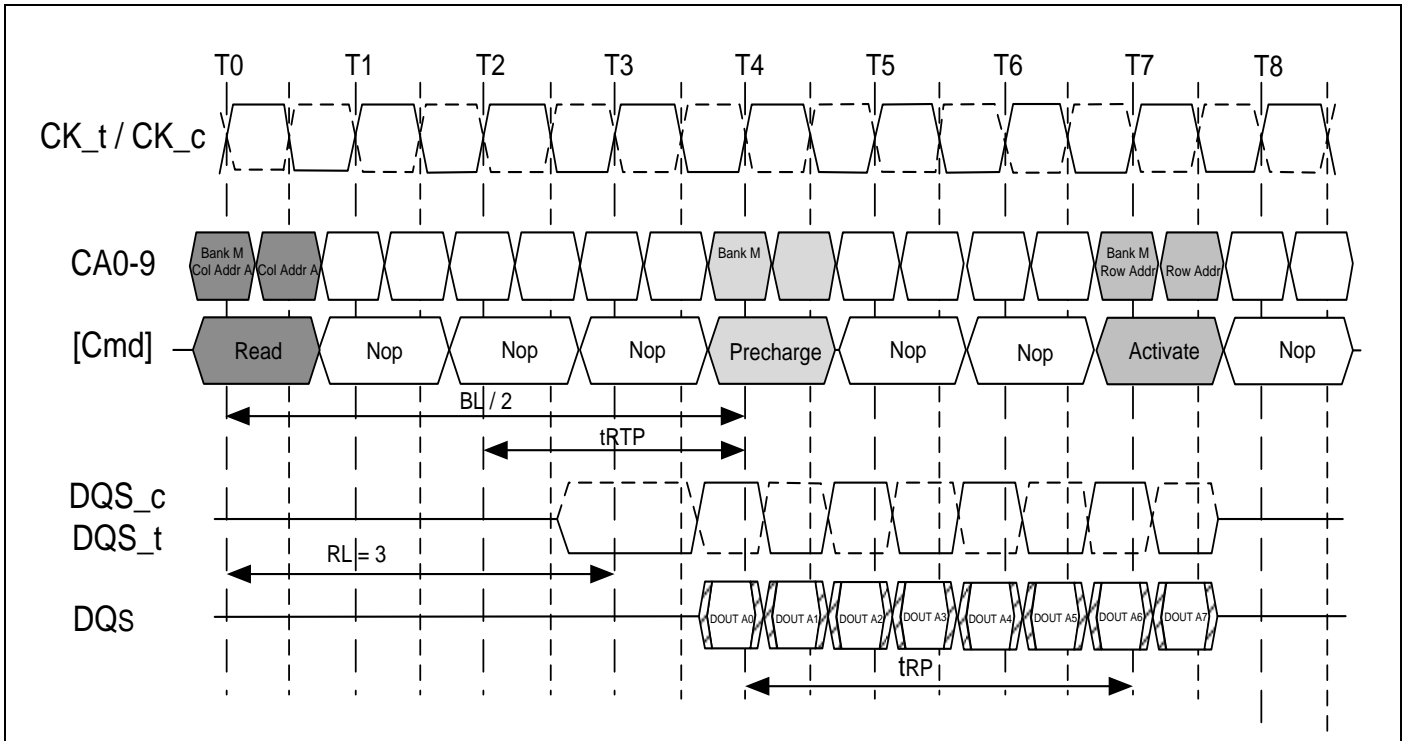 T0 T1 T2 T3 T4 T5 T6 T7 T8
CK_t / CK_c
CA0-9
Bank M
Col Addr A
Col Addr A
Bank M
Bank M
Row Addr
Row Addr
[Cmd]
Read Nop Nop Nop Precharge Nop Nop Activate Nop
BL / 2
tRTP
DQS_c
DQS_t
RL = 3
DQs
DOUT A0 DOUT A1 DOUT A2 DOUT A3 DOUT A4 DOUT A5 DOUT A6 DOUT A7
tRP